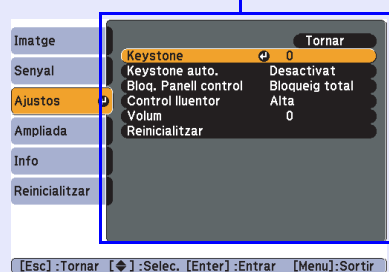 Imatge
Senyal
Ajustos
Ampliada
Info
Reinicialitzar
Tornar
Keystone 0
Keystone auto. Desactivat
Bloq. Panell control Bloqueig total
Control lluentor Alta
Volum 0
Reinicialitzar
[Esc] :Tornar [ ] :Selec. [Enter] :Entrar [Menu]:Sortir